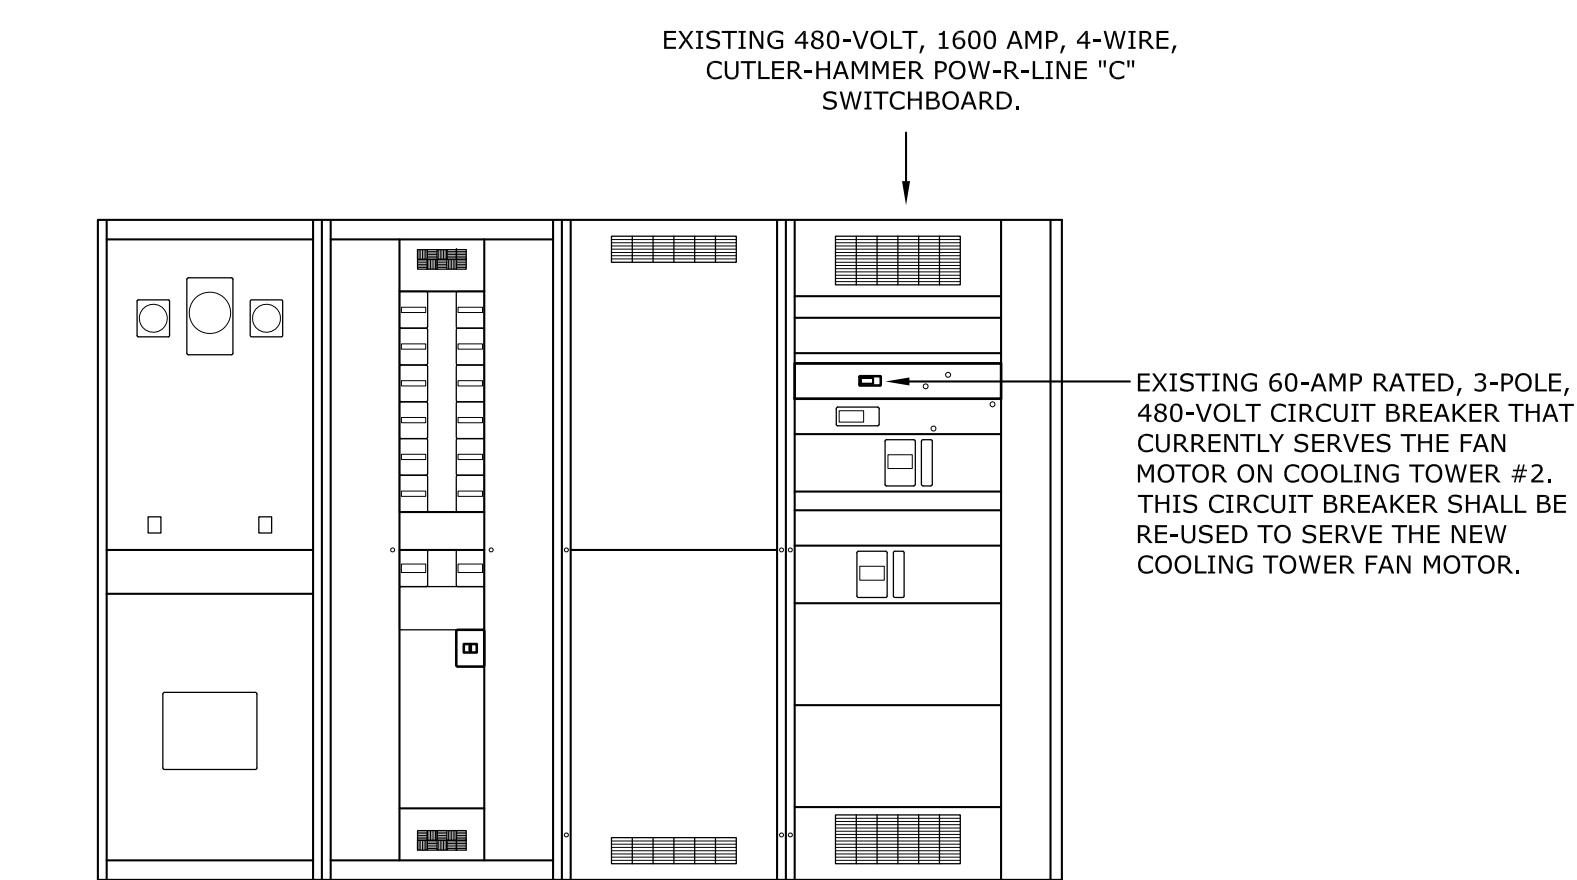 EXISTING 480-VOLT, 1600 AMP, 4-WIRE,
CUTLER-HAMMER POW-R-LINE "C"
SWITCHBOARD.
EXISTING 60-AMP RATED, 3-POLE,
480-VOLT CIRCUIT BREAKER THAT
CURRENTLY SERVES THE FAN
MOTOR ON COOLING TOWER #2.
THIS CIRCUIT BREAKER SHALL BE
RE-USED TO SERVE THE NEW
COOLING TOWER FAN MOTOR.